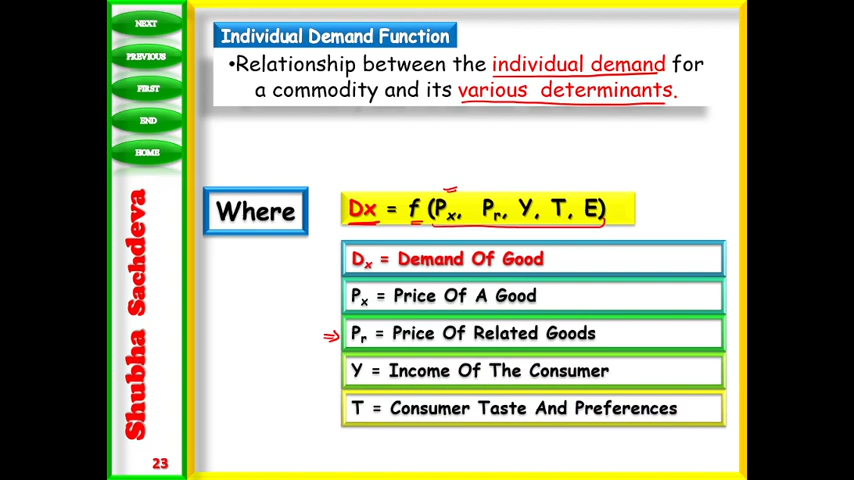 NEXT
PREVIOUS
FIRST
END
HOME
Shubha Sachdeva
23
Individual Demand Function
•Relationship between the individual demand for
a commodity and its various determinants.
Where
Dx = f (Px, Pr, Y, T, E)
Dx = Demand Of Good
Px = Price Of A Good
Pr = Price Of Related Goods
Y = Income Of The Consumer
T = Consumer Taste And Preferences